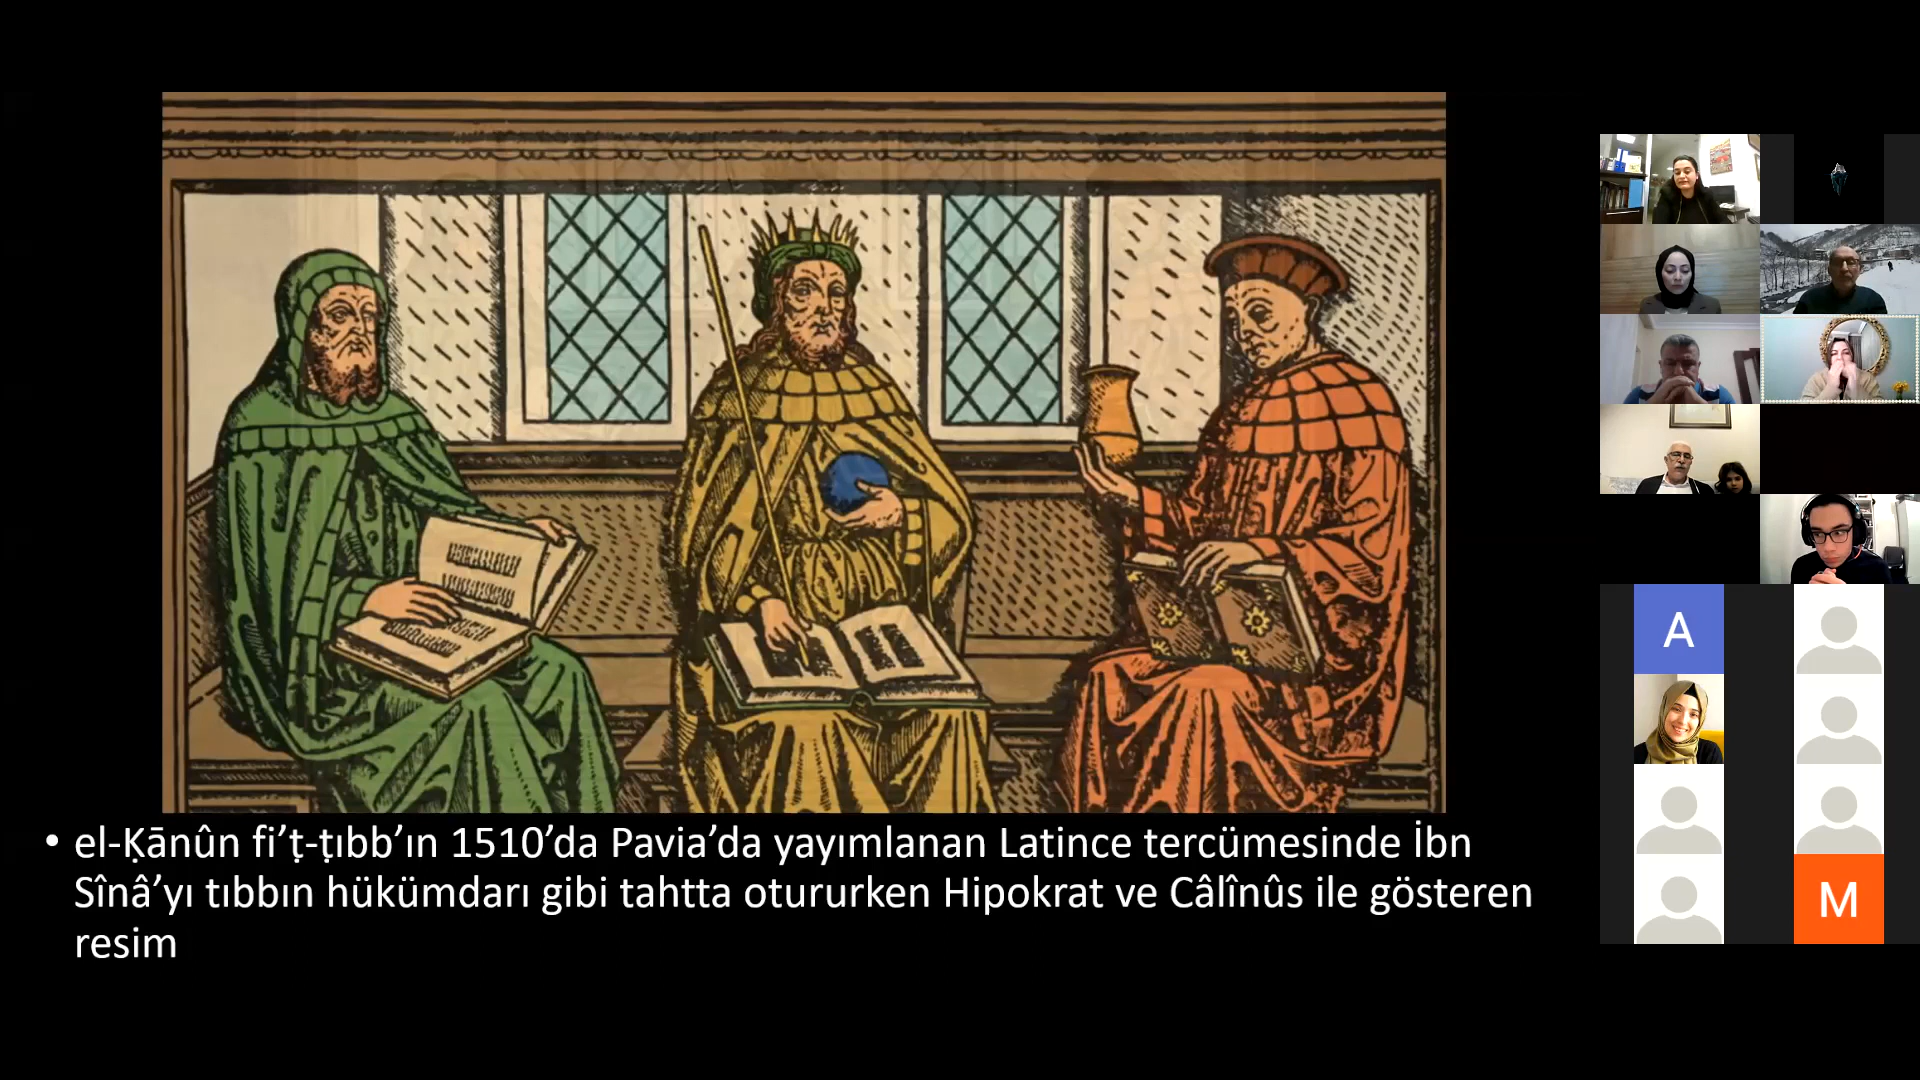 • el-Ḳānûn fi’ṭ-ṭıbb’ın 1510’da Pavia’da yayımlanan Latince tercümesinde İbn
Sînâ’yı tıbbın hükümdarı gibi tahtta otururken Hipokrat ve Câlînûs ile gösteren
resim
A
M